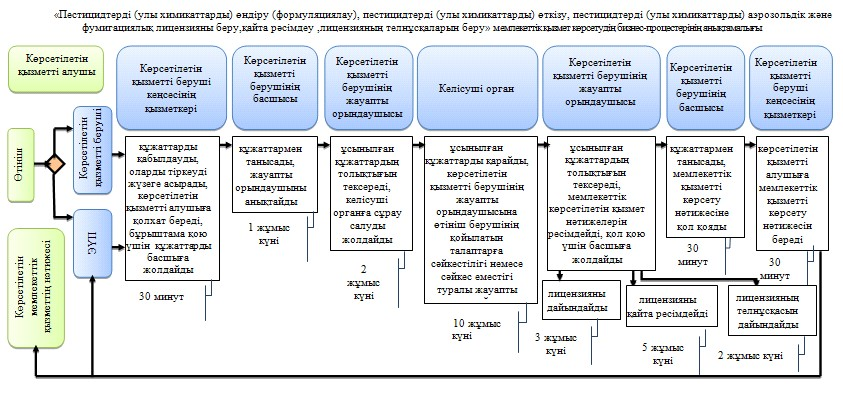 «Пестицидтерді (улы химикаттарды) өндіру (формуляциялау), пестицидтерді (улы химикаттарды) өткізу, пестицидтерді (улы химикаттарды) аэрозольдік және
фумигациялық лицензияны беру,қайта ресімдеу ,лицензияның телнұсқаларын беру» мемлекеттік қызмет көрсетудің бизнес-процестерінің анықтамалығы
Көрсетілетін
қызметті алушы
Көрсетілетін
қызметті беруші
кеңсесінің
қызметкері
Көрсетілетін
қызметті
берушінің
басшысы
Көрсетілетін
қызметті
берушінің
жауапты
орындаушысы
Келісуші орган
Көрсетілетін
қызметті берушінің
жауапты
орындаушысы
Көрсетілетін
қызметті
берушінің
басшысы
Көрсетілетін
қызметті беруші
кеңсесінің
қызметкері
Өтініш
Көрсетілетін
қызметті беруші
ЭҮП
Көрсетілетін
мемлекеттік
қызметтің нәтижесі
құжаттарды
қабылдауды,
оларды тіркеуді
жүзеге асырады,
көрсетілетін
қызметті алушыға
қолхат береді,
бұрыштама қою
үшін құжаттарды
басшыға
жолдайды
30 минут
құжаттармен
танысады,
жауапты
орындаушыны
анықтайды
1 жұмыс
күні
ұсынылған
құжаттардың
толықтығын
тексереді,
келісуші
органға сұрау
салуды
жолдайды
2
жұмыс
күні
ұсынылған
құжаттарды қарайды,
көрсетілетін
қызметті берушінің
жауапты
орындаушысына
өтініш берушінің
қойылатын
талаптарға
сәйкестілігі немесе
сәйкес еместігі
туралы жауапты
10 жұмыс
күні
ұсынылған
құжаттардың
толықтығын
тексереді,
мемлекеттік
көрсетілетін қызмет
нәтижелерін
ресімдейді, қол қою
үшін басшыға
жолдайды
құжаттармен
танысады,
мемлекеттік
қызметті
көрсету
нәтижесіне
қол қояды
30
минут
көрсетілетін
қызметті
алушыға
мемлекеттік
қызметті
көрсету
нәтижесін
береді
30
минут
лицензияны
дайындайды
3 жұмыс
күні
лицензияны
қайта ресімдейді
5 жұмыс
күні
лицензияның
телнұсқасын
дайындайды
2 жұмыс күні